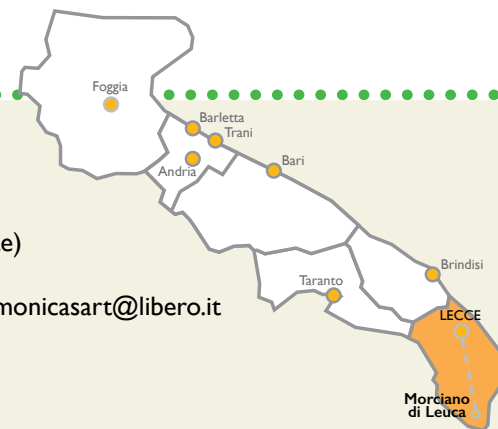 Foggia
Barletta
Trani
Andria
Bari
e)
Brindisi
Taranto
monicasart@libero.it
LECCE
Morciano
di Leuca